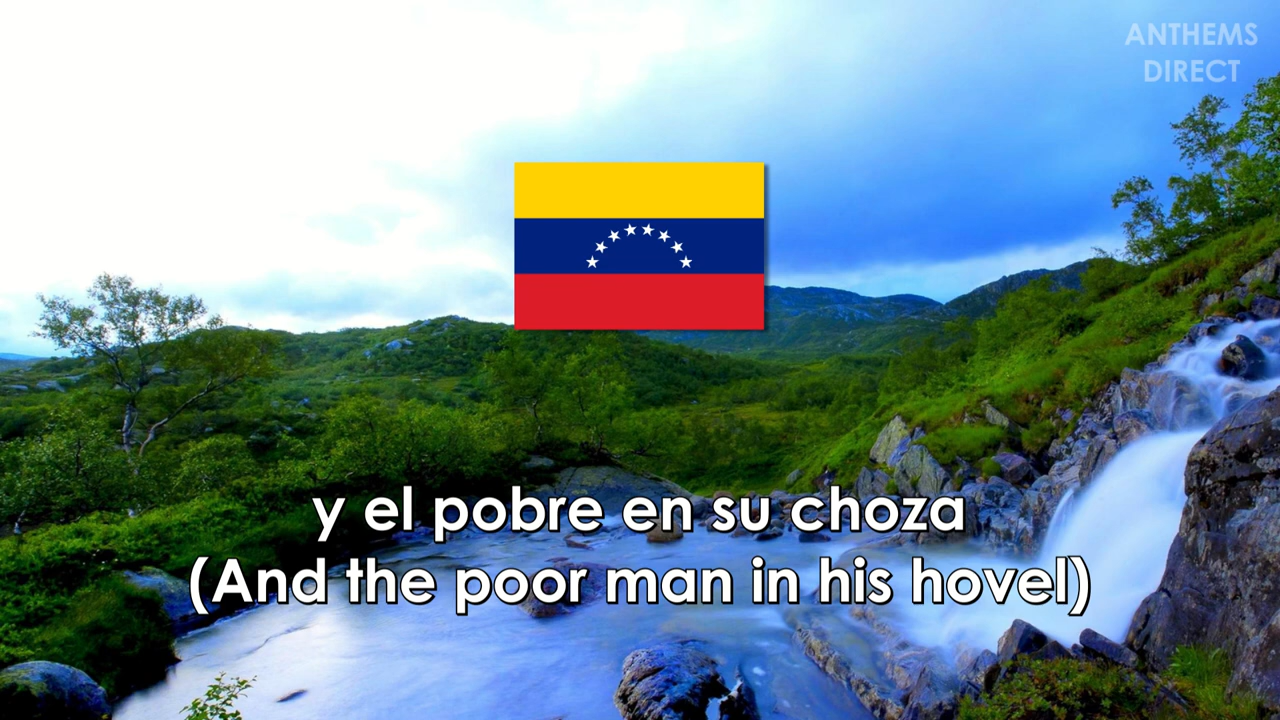 ANTHEMS
DIRECT
y el pobre en su choza
(And the poor man in his hovel)